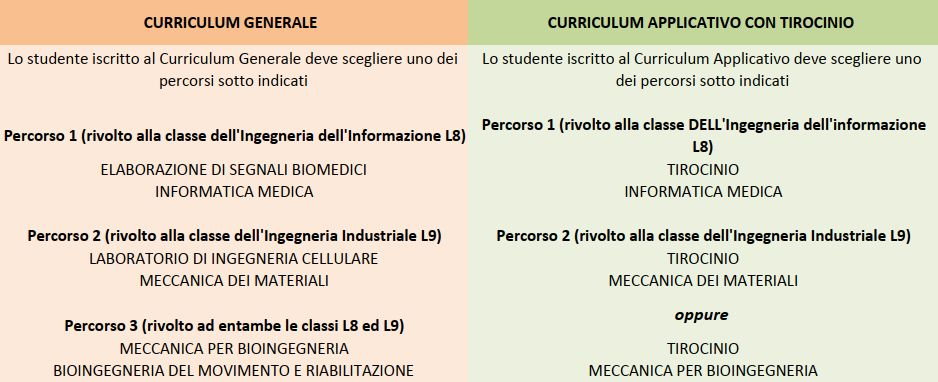 CURRICULUM GENERALE
Lo studente iscritto al Curriculum Generale deve scegliere uno dei
percorsi sotto indicati
Percorso 1 (rivolto alla classe dell'Ingegneria dell'Informazione L8)
ELABORAZIONE DI SEGNALI BIOMEDICI
INFORMATICA MEDICA
Percorso 2 (rivolto alla classe dell'Ingegneria Industriale L9)
LABORATORIO DI INGEGNERIA CELLULARE
MECCANICA DEI MATERIALI
Percorso 3 (rivolto ad entambe le classi L8 ed L9)
MECCANICA PER BIOINGEGNERIA
BIOINGEGNERIA DEL MOVIMENTO E RIABILITAZIONE
CURRICULUM APPLICATIVO CON TIROCINIO
Lo studente iscritto al Curriculum Applicativo deve scegliere uno
dei percorsi sotto indicati
Percorso 1 (rivolto alla classe DELL'Ingegneria dell'informazione
L8)
TIROCINIO
INFORMATICA MEDICA
Percorso 2 (rivolto alla classe dell'Ingegneria Industriale L9)
TIROCINIO
MECCANICA DEI MATERIALI
oppure
TIROCINIO
MECCANICA PER BIOINGEGNERIA